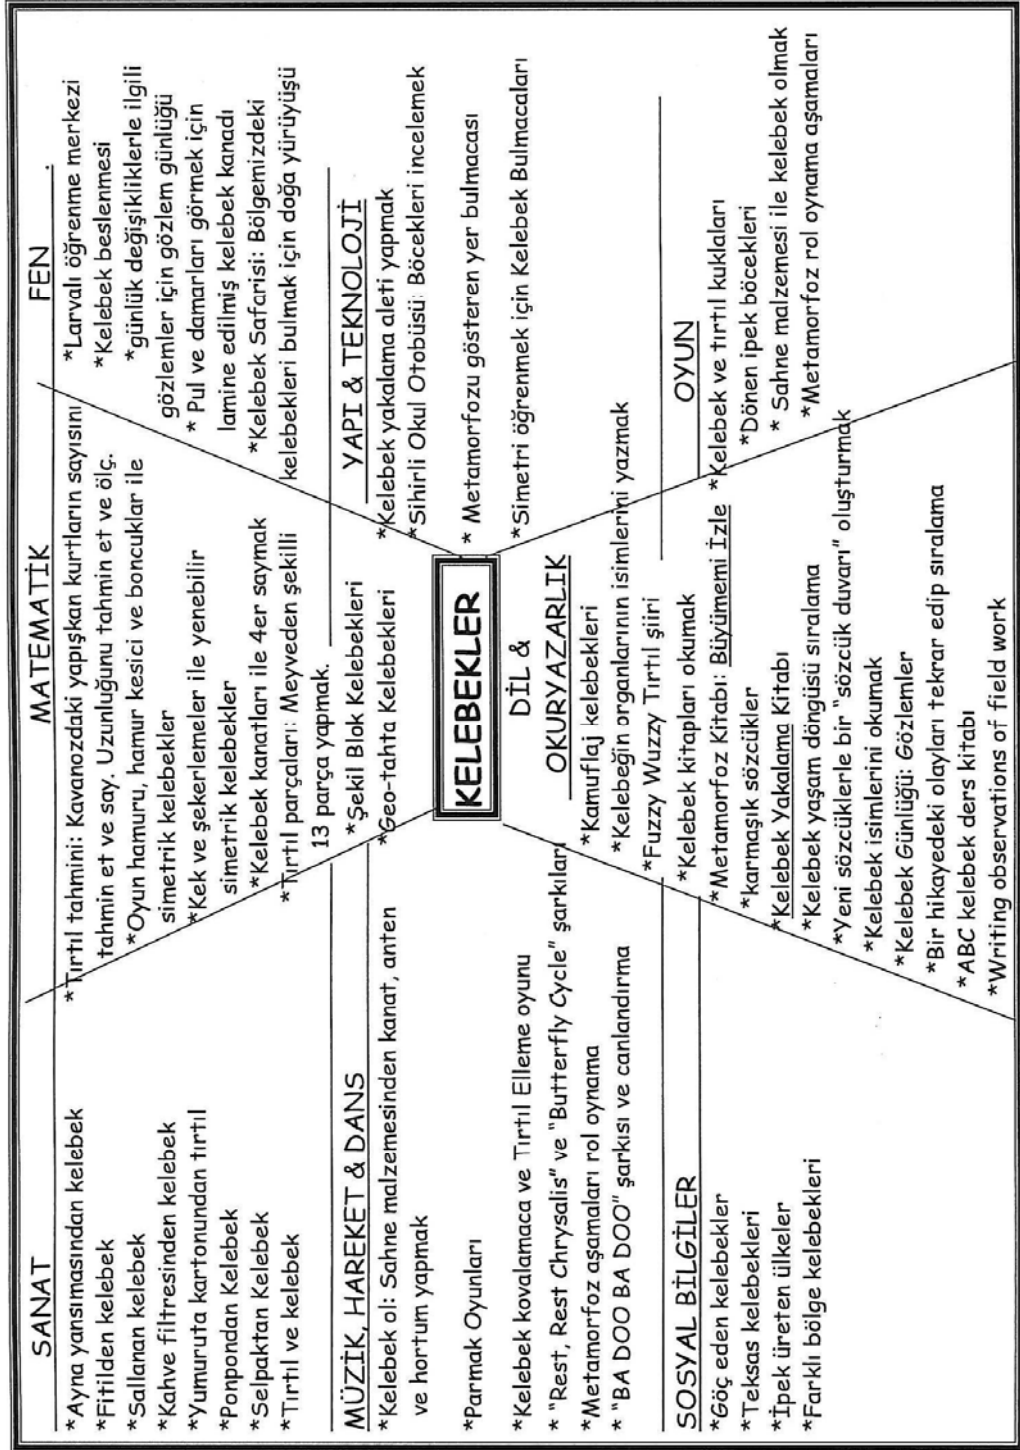 SANAT
*Ayna yansımasından kelebek
*Fitilden kelebek
*Sallanan kelebek
*Kahve filtresinden kelebek
*Yumuruta kartonundan tırtıl
*Ponpondan Kelebek
*Selpaktan Kelebek
*Tırtıl ve kelebek
MÜZİK, HAREKET & DANS
*Kelebek ol: Sahne malzemesinden kanat, anten
ve hortum yapmak
*Parmak Oyunları
*Kelebek kovalamaca ve Tırtıl Elleme oyunu
* "Rest, Rest Chrysalis" ve "Butterfly Cycle" şarkıları
*Metamorfoz aşamaları rol oynama
* "BA DOO BA DOO" şarkısı ve canlandırma
SOSYAL BİLGİLER
*Göç eden kelebekler
*Teksas kelebekleri
*İpek üreten ülkeler
*Farklı bölge kelebekleri
MATEMATİK
*Tırtıl tahmini: Kavanozdaki yapışkan kurtların sayısını
tahmin et ve say. Uzunluğunu tahmin et ve ölç.
*Oyun hamuru, hamur kesici ve boncuklar ile
simetrik kelebekler
*Kek ve şekerlemeler ile yenebilir
simetrik kelebekler
*Kelebek kanatları ile 4er saymak
*Tırtıl parçaları: Meyveden şekilli
13 parça yapmak.
*Şekil Blok Kelebekleri
*Geo-tahta Kelebekleri
KELEBEKLER
DİL &
OKURYAZARLIK
*Kamuflaj kelebekleri
*Kelebeğin organlarının isimlerini yazmak
*Fuzzy Wuzzy Tırtıl şiiri
*Kelebek kitapları okumak
*Metamorfoz Kitabı: Büyümemi İzle
*karmaşık sözcükler
*Kelebek Yakalama Kitabı
*Kelebek yaşam döngüsü sıralama
*Yeni sözcüklerle bir "sözcük duvarı" oluşturmak
*Kelebek isimlerini okumak
*Kelebek Günlüğü: Gözlemler
*Bir hikayedeki olayları tekrar edip sıralama
*ABC kelebek ders kitabı
*Writing observations of field work
FEN
*Larvalı öğrenme merkezi
*Kelebek beslenmesi
*günlük değişikliklerle ilgili
gözlemler için gözlem günlüğü
* Pul ve damarları görmek için
lamine edilmiş kelebek kanadı
*Kelebek Safarisi: Bölgemizdeki
kelebekleri bulmak için doğa yürüyüşü
YAPI & TEKNOLOJİ
*Kelebek yakalama aleti yapmak
*Sihirli Okul Otobüsü: Böcekleri incelemek
* Metamorfozu gösteren yer bulmacası
*Simetri öğrenmek için Kelebek Bulmacaları
OYUN
*Kelebek ve tırtıl kuklaları
*Dönen ipek böcekleri
* Sahne malzemesi ile kelebek olmak
*Metamorfoz rol oynama aşamaları